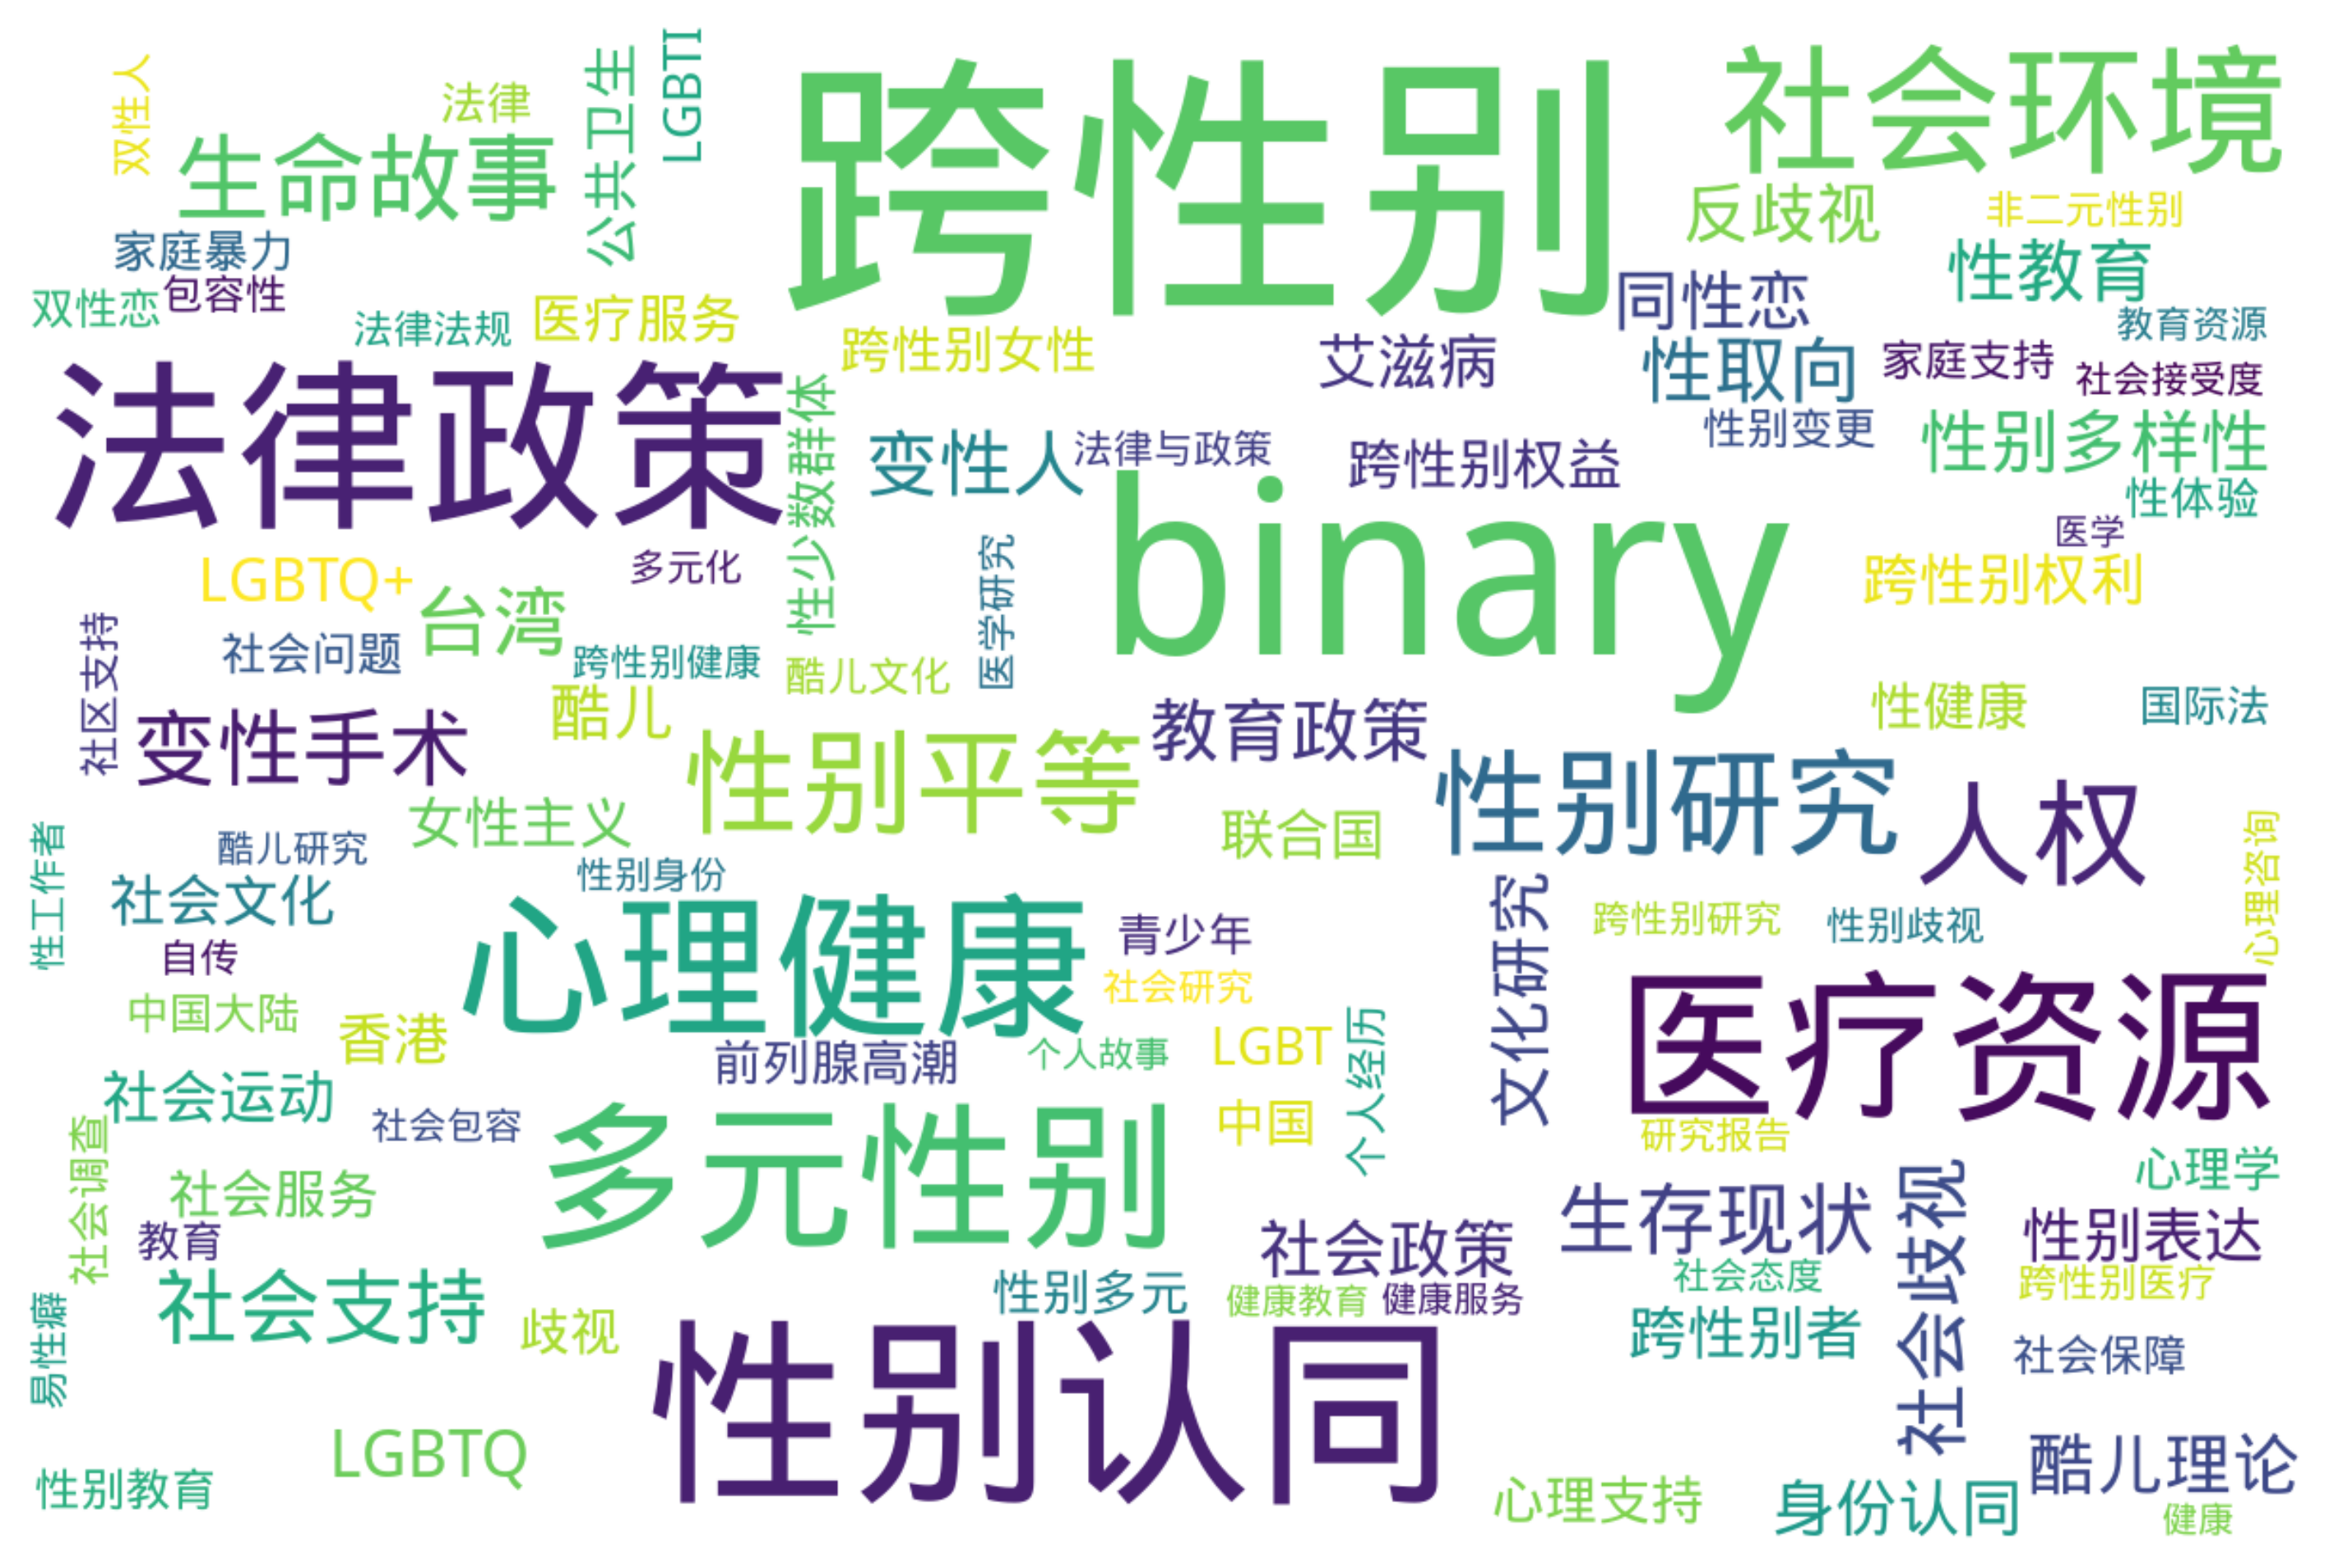 双性人
法律
公共卫生
LGBTI
跨性别
社会环境
生命故事
反歧视
非二元性别
家庭暴力
包容性
双性恋
法律法规
医疗服务
跨性别女性
艾滋病
同性恋
性教育
教育资源
性取向
家庭支持
社会接受度
法律政策
性少数群体
变性人
法律与政策
跨性别权益
性别变更
性别多样性
性体验
医学
binary
跨性别权利
LGBTQ+
台湾
多元化
医学研究
社区支持
社会问题
跨性别健康
酷儿文化
酷儿
变性手术
性别平等
教育政策
性健康
国际法
性别研究
人权
女性主义
联合国
心理咨询
性工作者
酷儿研究
性别身份
社会文化
心理健康
青少年
文化研究
跨性别研究
性别歧视
自传
社会研究
中国大陆
香港
医疗资源
前列腺高潮
个人故事
LGBT
个人经历
社会运动
社会包容
多元性别
中国
研究报告
社会调查
社会服务
心理学
教育
社会政策
生存现状
社会歧视
性别表达
社会支持
歧视
性别多元
健康教育
健康服务
社会态度
跨性别医疗
易性癖
跨性别者
社会保障
性别认同
LGBTQ
酷儿理论
性别教育
心理支持
身份认同
健康